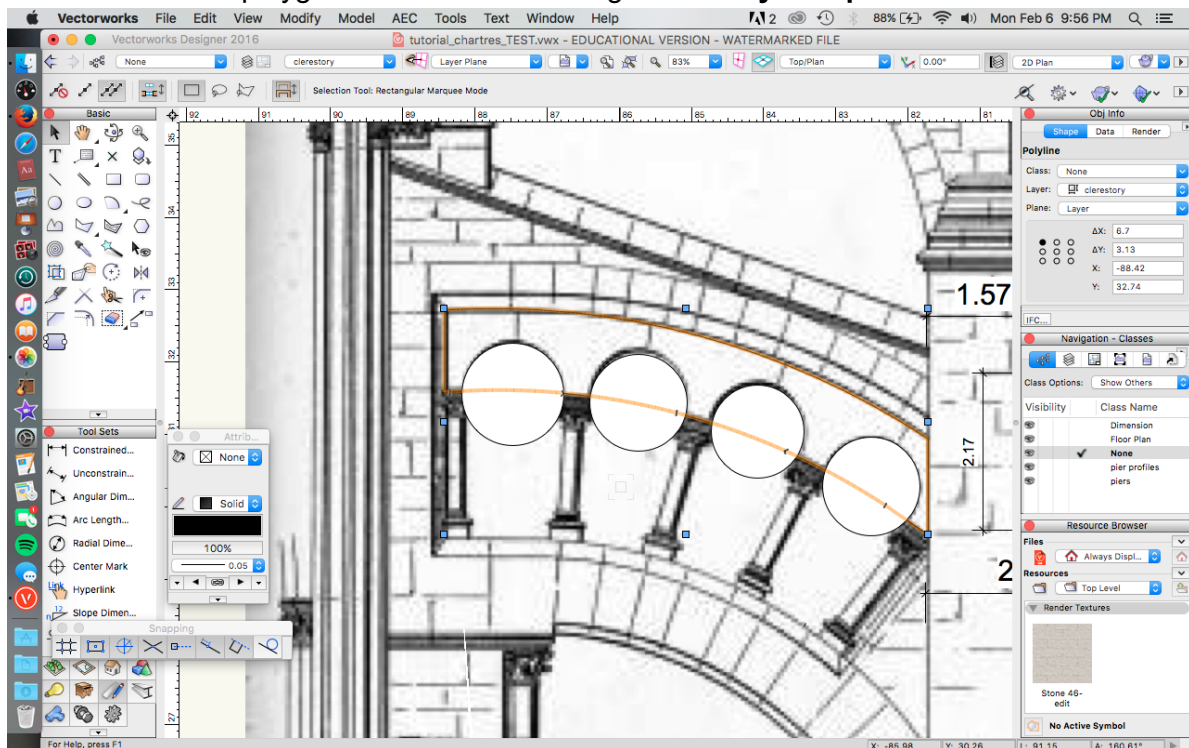 Vectorworks File Edit View Modify Model AEC Tools Text Window Help 2 88% Mon Feb 6 9:56 PM
Vectorworks Designer 2016 tutorial_chartres_TEST.vwx - EDUCATIONAL VERSION - WATERMARKED FILE
None clerestory Layer Plane 83% Top/Plan 0.00° 2D Plan
Selection Tool: Rectangular Marquee Mode
Basic
92 91 90 89 88 87 86 85 84 83 82 81
35
34
33
32
31
27
Obj Info
Shape Data Render
Polyline
Class: None
Layer: clerestory
Plane: Layer
ΔX: 6.7
ΔY: 3.13
X: -88.42
Y: 32.74
IFC...
1.57
2.17
2
Navigation - Classes
Class Options: Show Others
Visibility Class Name
Dimension
Floor Plan
None
pier profiles
piers
Tool Sets
Constrained...
Unconstrain...
Angular Dim...
Arc Length...
Radial Dime...
Center Mark
Hyperlink
Slope Dimen...
Attrib...
None
Solid
100%
0.05
Snapping
Resource Browser
Files
Always Displ...
Resources
Top Level
Render Textures
Stone 46-
edit
No Active Symbol
For Help, press F1
X: -85.98 Y: 30.26 L: 91.15 A: 160.61°